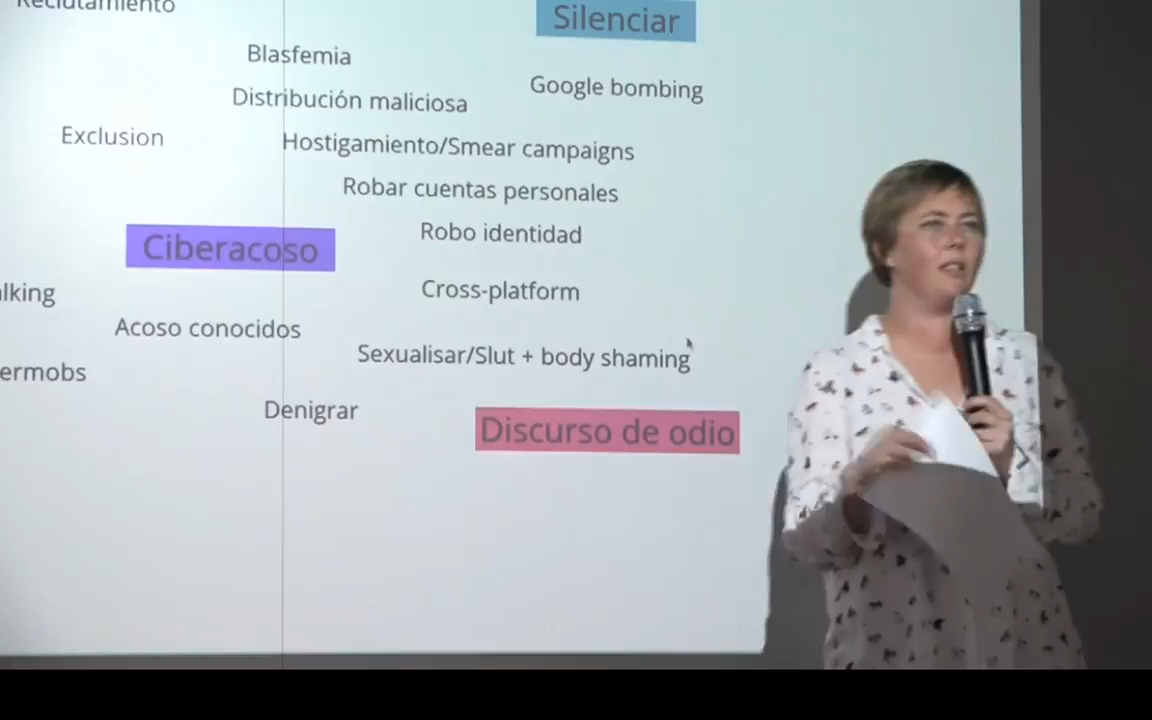 Reclutamiento
Silenciar
Blasfemia
Google bombing
Distribución maliciosa
Exclusion
Hostigamiento/Smear campaigns
Robar cuentas personales
Robo identidad
Ciberacoso
Cross-platform
Acoso conocidos
Sexualisar/Slut + body shaming
Denigrar
Discurso de odio